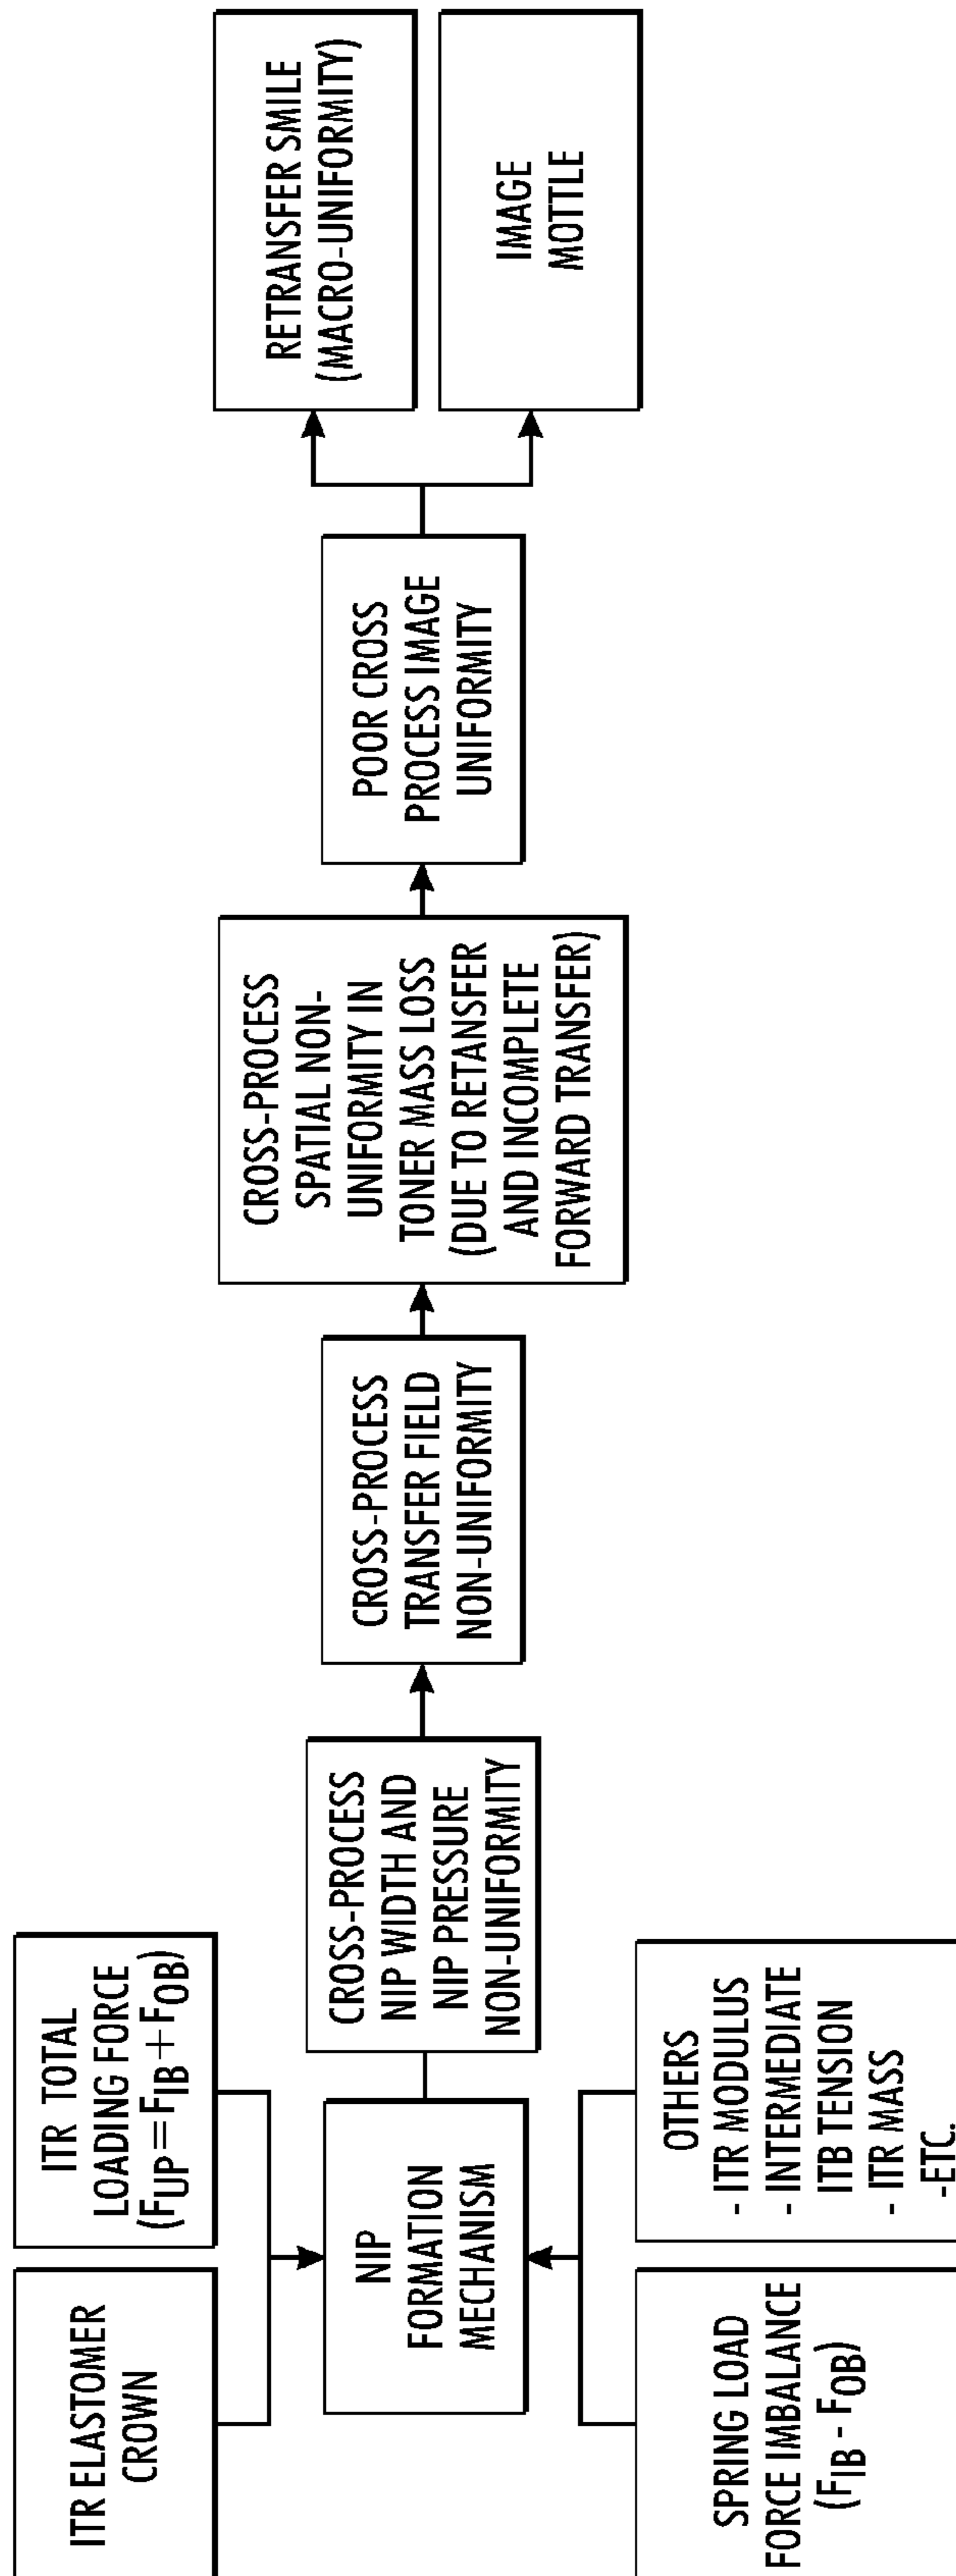 ITR ELASTOMER
CROWN
ITR TOTAL
LOADING FORCE
(FUP=FIB+FOB)
SPRING LOAD
FORCE IMBALANCE
(FIB - FOB)
OTHERS
- ITR MODULUS
- INTERMEDIATE
ITB TENSION
- ITR MASS
-ETC.
NIP
FORMATION
MECHANISM
CROSS-PROCESS
NIP WIDTH AND
NIP PRESSURE
NON-UNIFORMITY
CROSS-PROCESS
TRANSFER FIELD
NON-UNIFORMITY
CROSS-PROCESS
SPATIAL NON-
UNIFORMITY IN
TONER MASS LOSS
(DUE TO RETANSFER
AND INCOMPLETE
FORWARD TRANSFER)
POOR CROSS
PROCESS IMAGE
UNIFORMITY
RETRANSFER SMILE
(MACRO-UNIFORMITY)
IMAGE
MOTTLE